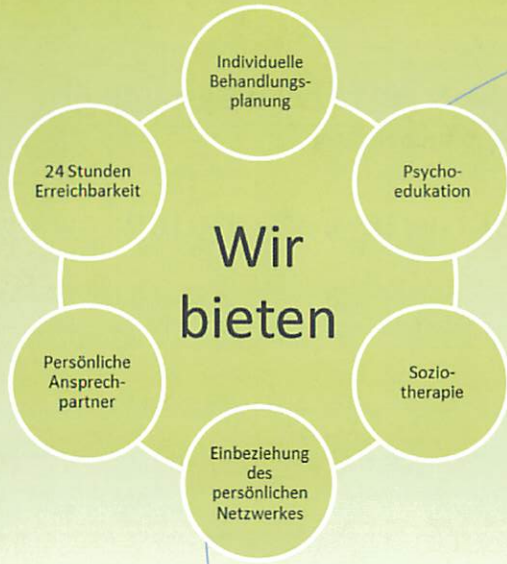 Individuelle
Behandlungs-
planung
24 Stunden
Erreichbarkeit
Psycho-
edukation
Wir
bieten
Persönliche
Ansprech-
partner
Sozio-
therapie
Einbeziehung
des
persönlichen
Netzwerkes